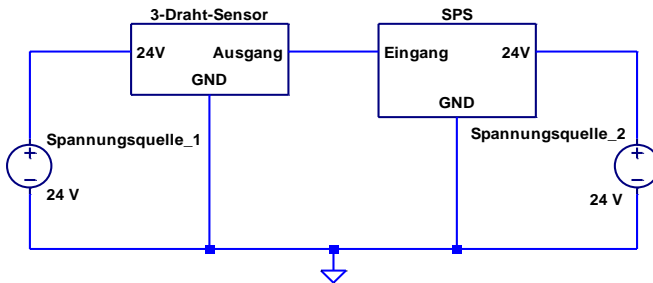 3-Draht-Sensor
SPS
24V
Ausgang
GND
Eingang
24V
GND
Spannungsquelle_1
24 V
Spannungsquelle_2
24 V